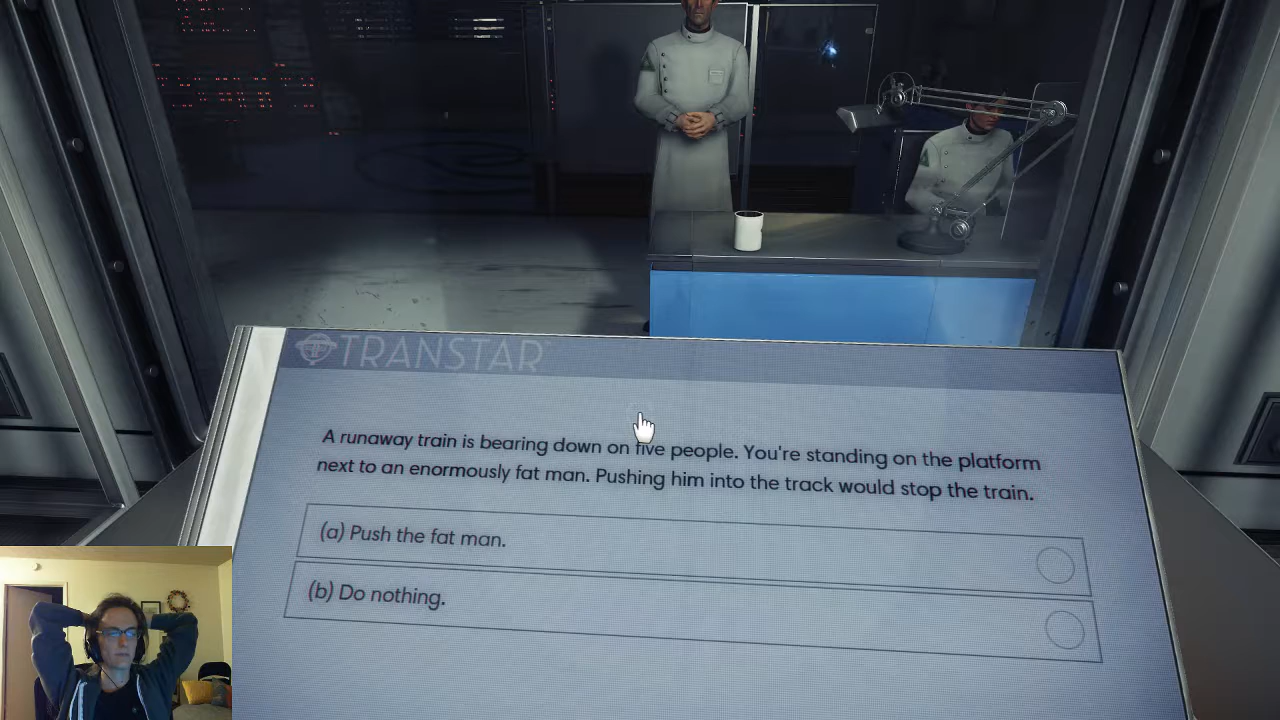 TRANSTAR
A runaway train is bearing down on five people. You're standing on the platform
next to an enormously fat man. Pushing him into the track would stop the train.
(a) Push the fat man.
(b) Do nothing.